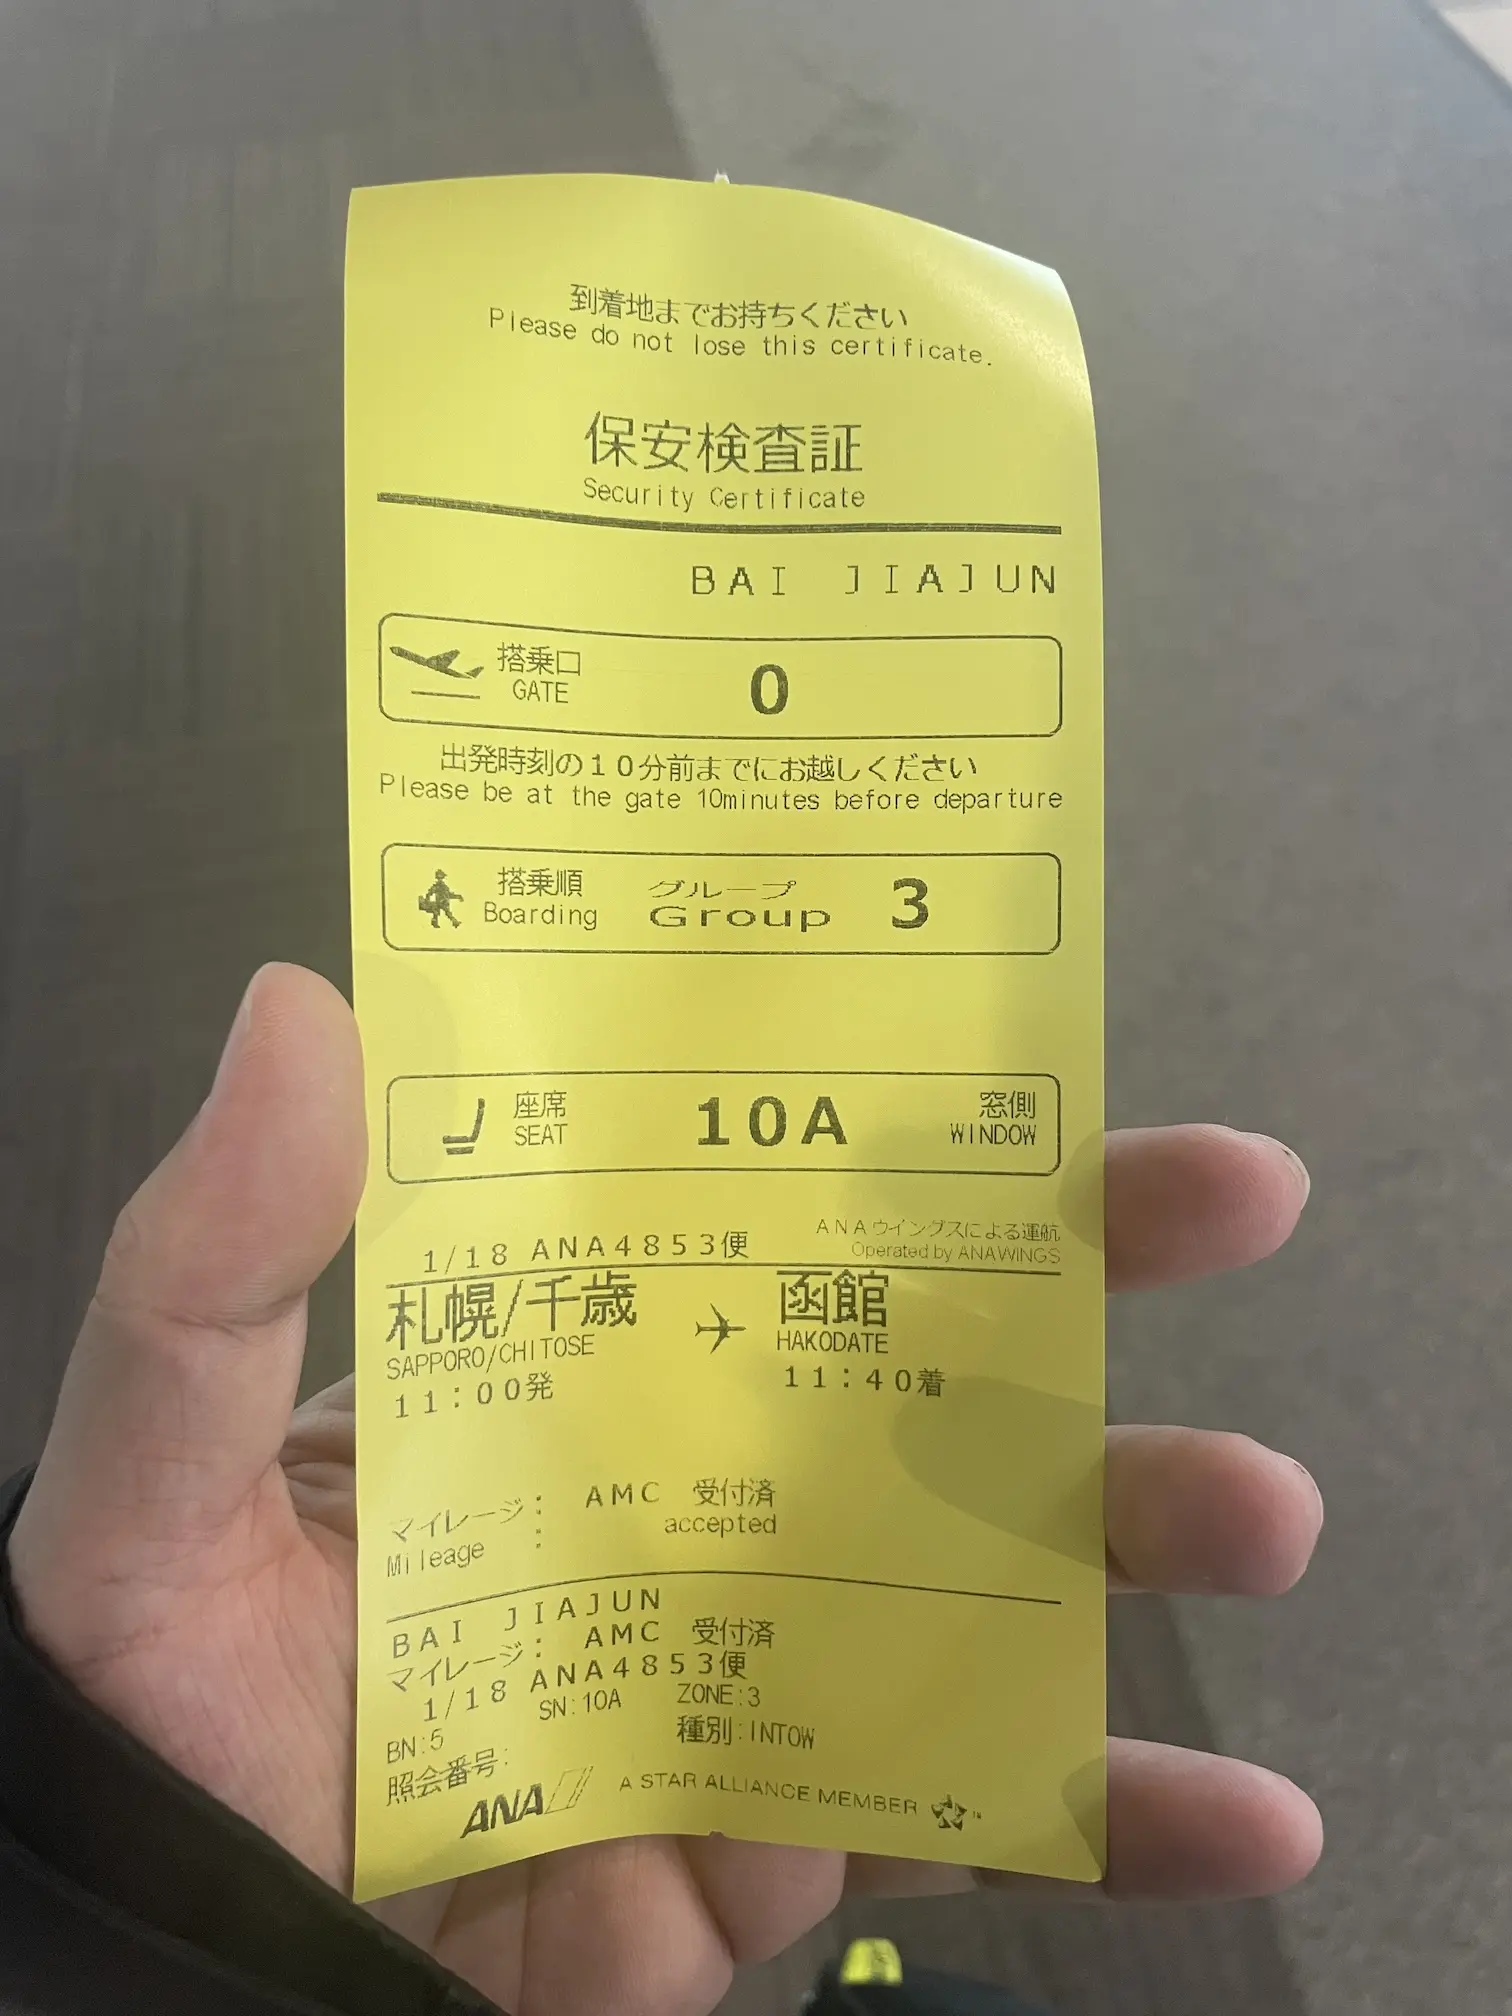 到着地までお持ちください
Please do not lose this certificate.
保安検査証
Security Certificate
BAI JIAJUN
搭乗口
GATE
0
出発時刻の10分前までにお越しください
Please be at the gate 10minutes before departure
搭乗順 グループ
Boarding Group 3
座席 窓側
SEAT 10A WINDOW
1/18 ANA4853便 ANAウイングスによる運航
Operated by ANAWINGS
札幌/千歳 函館
SAPPORO/CHITOSE HAKODATE
11:00発 11:40着
マイレージ: AMC 受付済
Mileage : accepted
BAI JIAJUN
マイレージ: AMC 受付済
1/18 ANA4853便
BN:5 SN:10A ZONE:3
照会番号: 種別:INTOW
ANA A STAR ALLIANCE MEMBER ™